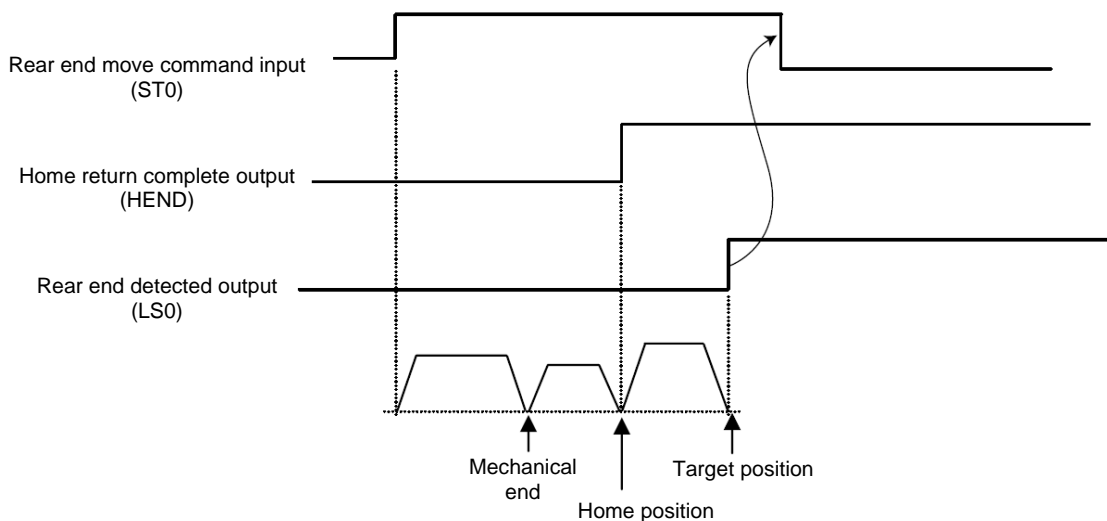 Rear end move command input
(ST0)
Home return complete output
(HEND)
Rear end detected output
(LS0)
Mechanical
end
Home position
Target position